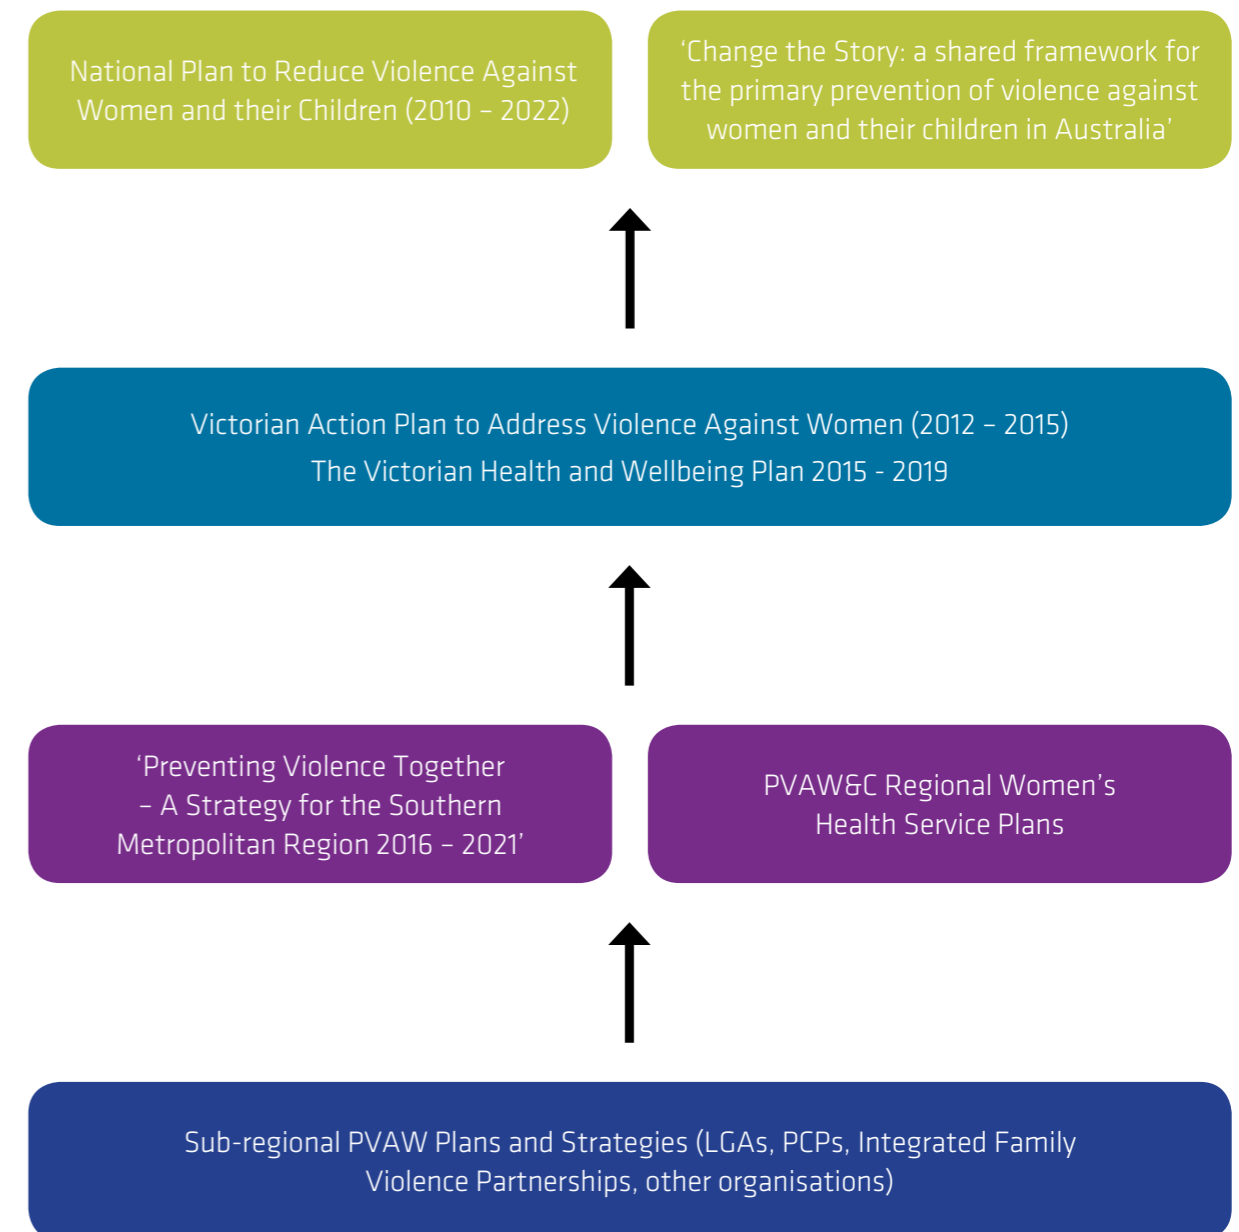 National Plan to Reduce Violence Against
Women and their Children (2010 – 2022)
‘Change the Story: a shared framework for
the primary prevention of violence against
women and their children in Australia’
Victorian Action Plan to Address Violence Against Women (2012 – 2015)
The Victorian Health and Wellbeing Plan 2015 - 2019
‘Preventing Violence Together
– A Strategy for the Southern
Metropolitan Region 2016 – 2021’
PVAW&C Regional Women’s
Health Service Plans
Sub-regional PVAW Plans and Strategies (LGAs, PCPs, Integrated Family
Violence Partnerships, other organisations)